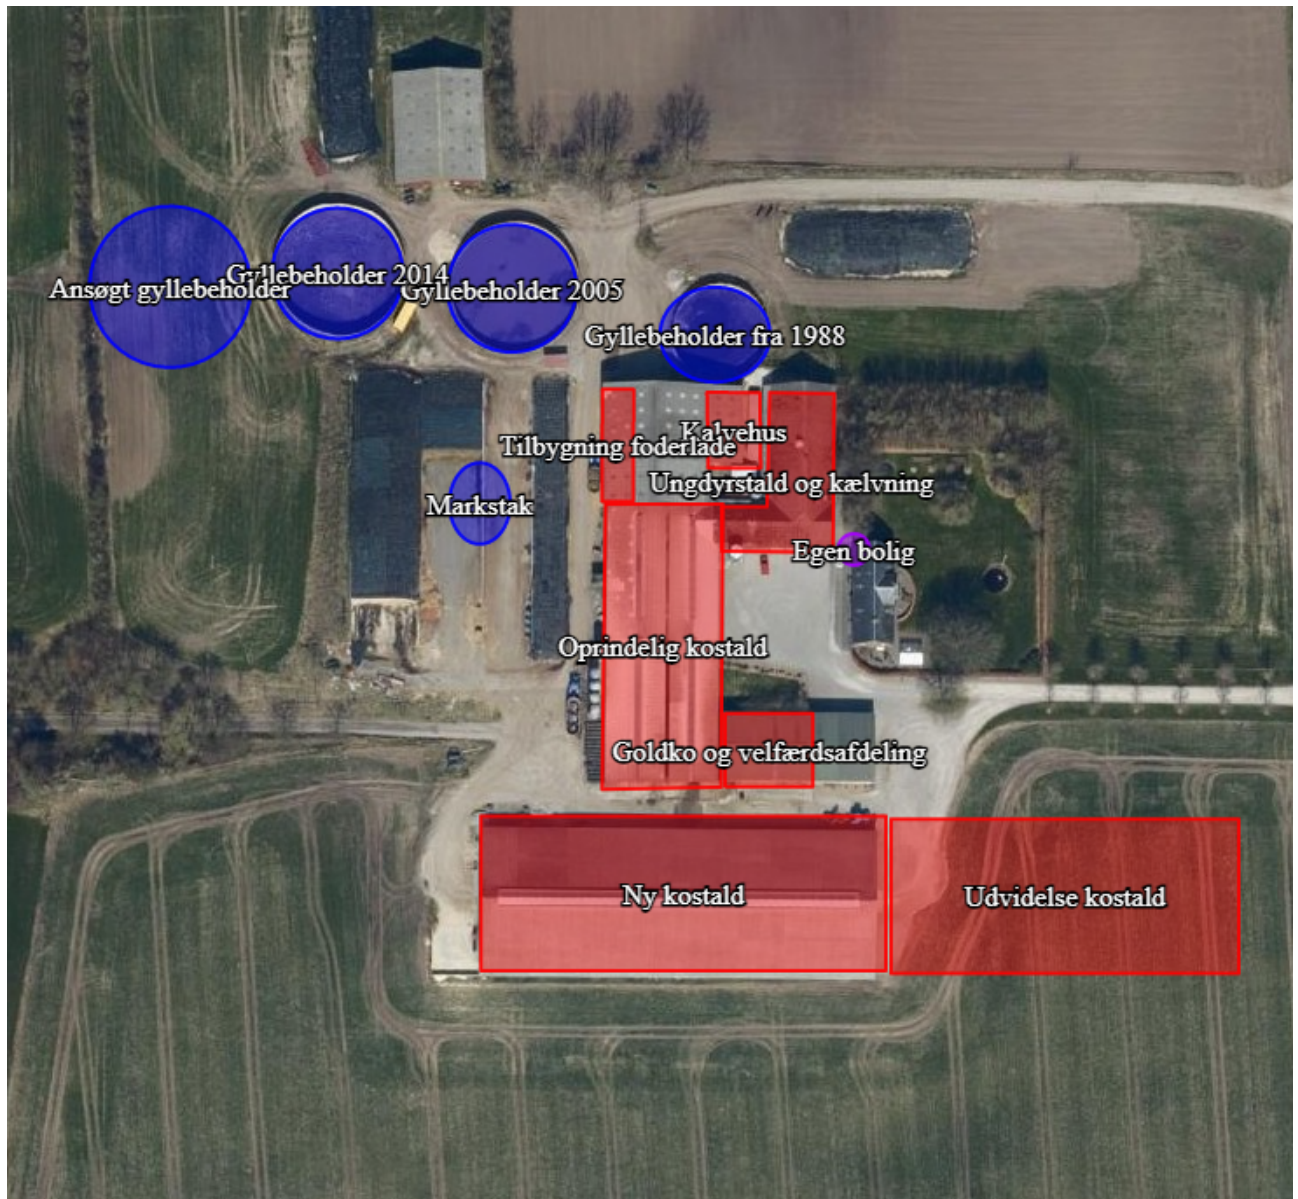 Gyllebeholder 2014
Ansøgt gyllebeholder
Gyllebeholder 2005
Gyllebeholder fra 1988
Kalvehus
Tilbygning foderlade
Ungdyrstald og kælvning
Markstak
Egen bolig
Oprindelig kostald
Goldko og velfærdsafdeling
Ny kostald
Udvidelse kostald